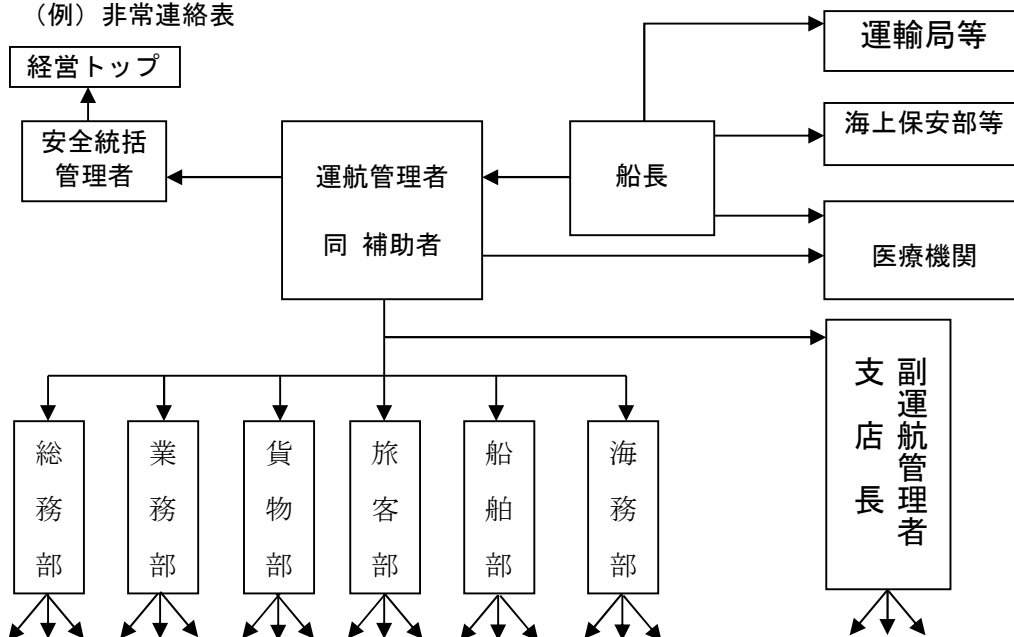 （例）非常連絡表
運輸局等
経営トップ
海上保安部等
安全統括
管理者
運航管理者
同 補助者
船長
医療機関
副運航管理者
支店長
総務部
業務部
貨物部
旅客部
船舶部
海務部